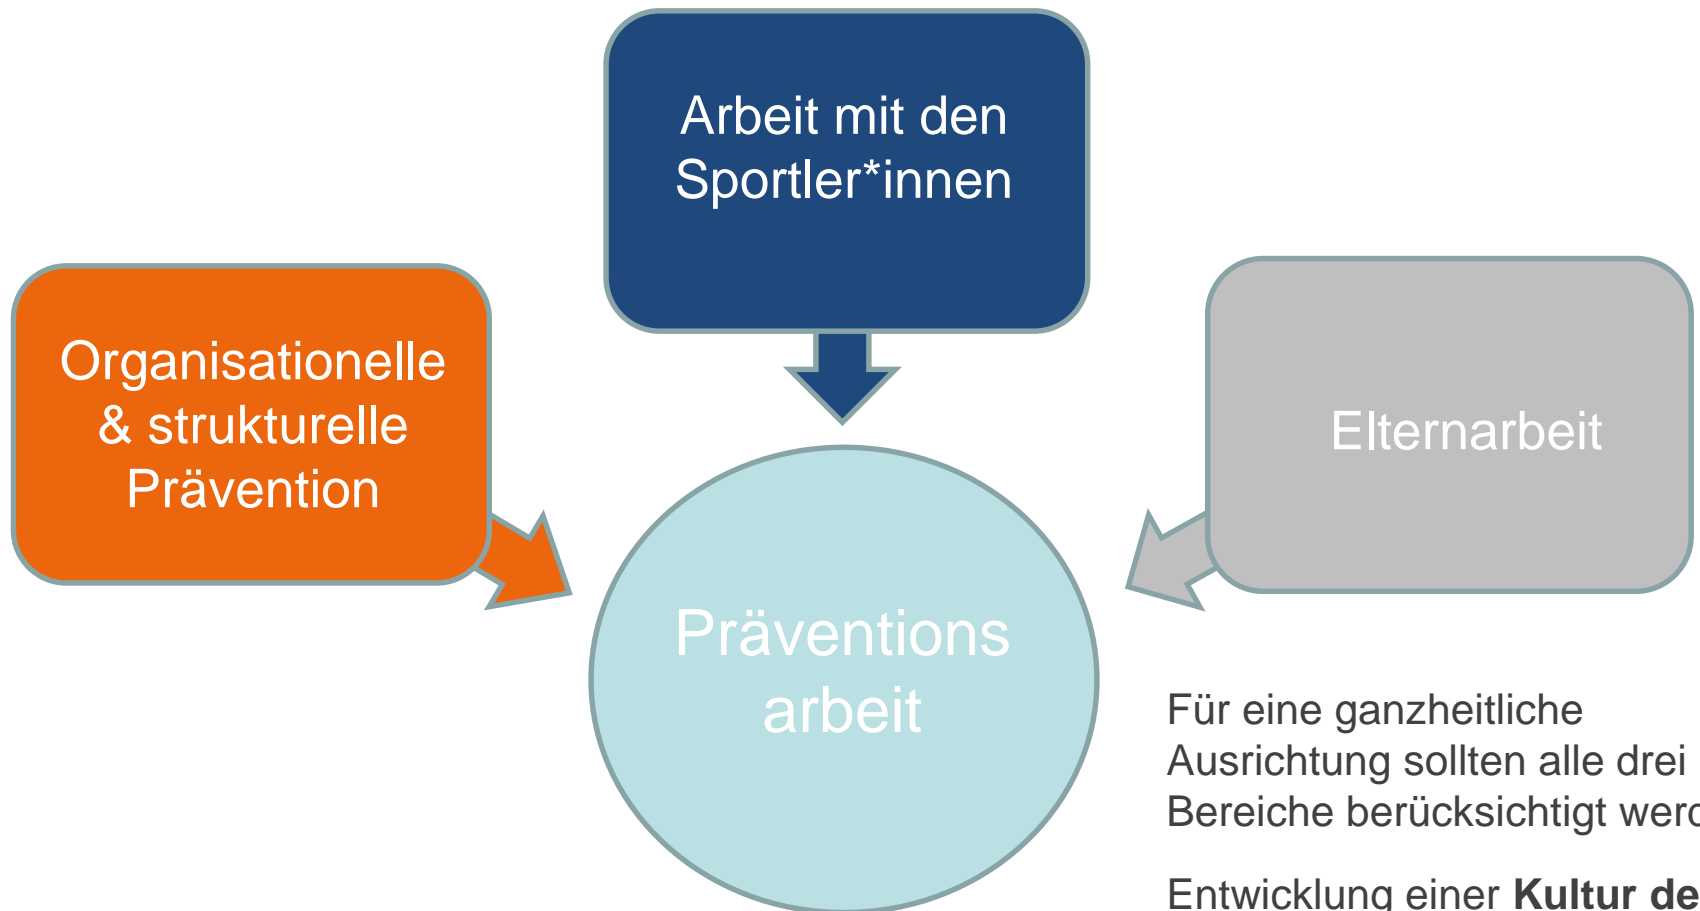 Arbeit mit den
Sportler*innen
Organisationelle
& strukturelle
Prävention
Elternarbeit
Präventions
arbeit
Für eine ganzheitliche
Ausrichtung sollten alle drei
Bereiche berücksichtigt
Entwicklung einer Kultur